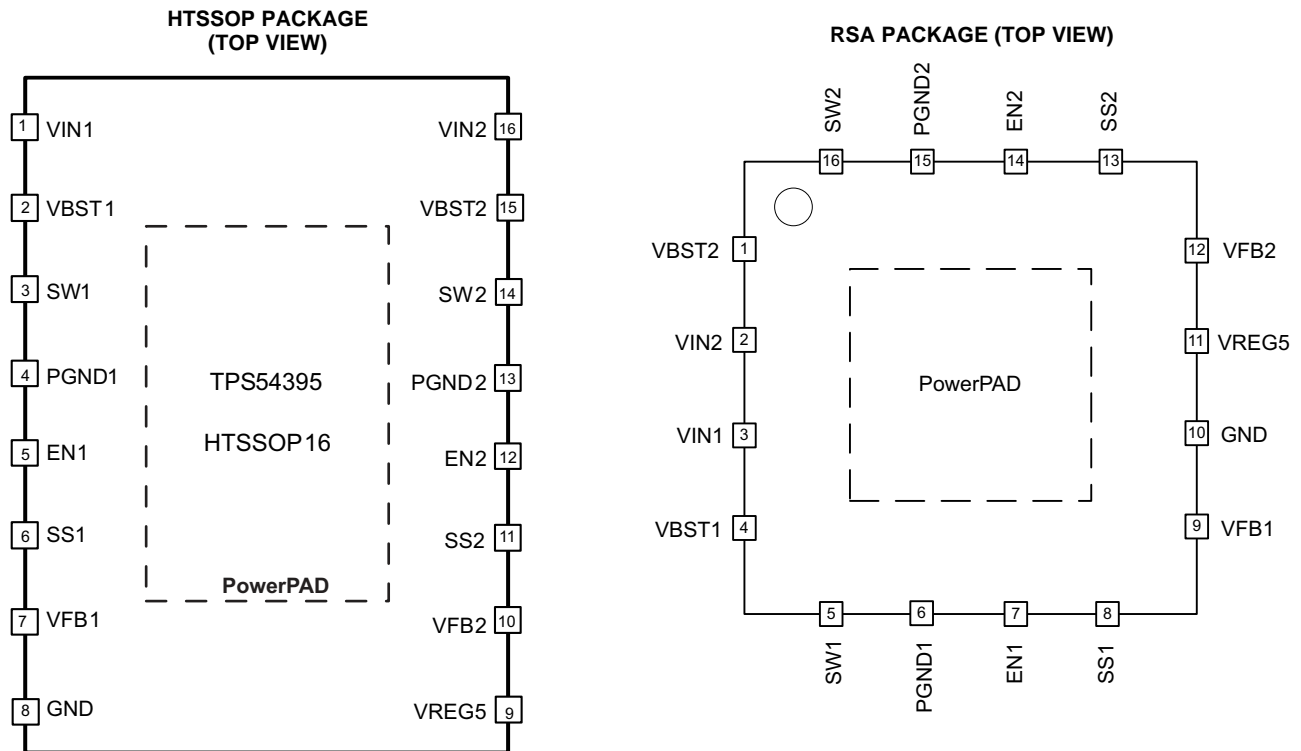 HTSSOP PACKAGE
(TOP VIEW)
1 VIN1
2 VBST1
3 SW1
4 PGND1
5 EN1
6 SS1
7 VFB1
8 GND
VIN2 16
VBST2 15
SW2 14
PGND2 13
EN2 12
SS2 11
VFB2 10
VREG5 9
TPS54395
HTSSOP16
PowerPAD
RSA PACKAGE (TOP VIEW)
SW2
PGND2
EN2
SS2
16
15
14
13
VBST2 1
VIN2 2
VIN1 3
VBST1 4
12 VFB2
11 VREG5
10 GND
9 VFB1
PowerPAD
5
6
7
8
SW1
PGND1
EN1
SS1